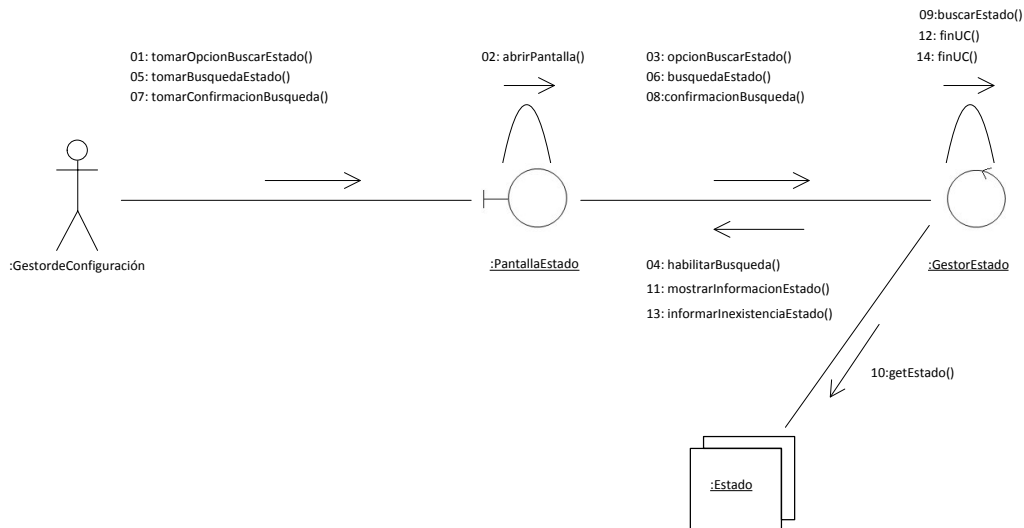 01: tomarOpcionBuscarEstado()
05: tomarBusquedaEstado()
07: tomarConfirmacionBusqueda()
02: abrirPantalla()
03: opcionBuscarEstado()
06: busquedaEstado()
08:confirmacionBusqueda()
09:buscarEstado()
12: finUC()
14: finUC()
:GestordeConfiguración
:PantallaEstado
04: habilitarBusqueda()
11: mostrarInformacionEstado()
13: informarInexistenciaEstado()
:GestorEstado
10:getEstado()
:Estado